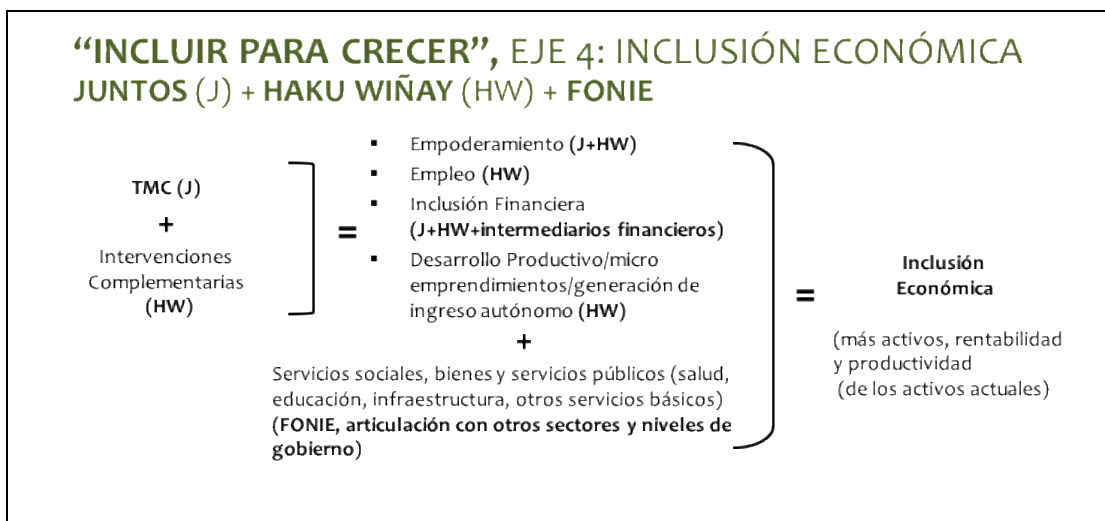 “INCLUIR PARA CRECER”, EJE 4: INCLUSIÓN ECONÓMICA
JUNTOS (J) + HAKU WIÑAY (HW) + FONIE
TMC (J)
+
Intervenciones
Complementarias
(HW)
=
▪ Empoderamiento (J+HW)
▪ Empleo (HW)
▪ Inclusión Financiera
(J+HW+intermediarios financieros)
▪ Desarrollo Productivo/micro
emprendimientos/generación de
ingreso autónomo (HW)
+
Servicios sociales, bienes y servicios públicos (salud,
educación, infraestructura, otros servicios básicos)
(FONIE, articulación con otros sectores y niveles de
gobierno)
=
Inclusión
Económica
(más activos, rentabilidad
y productividad
(de los activos actuales)